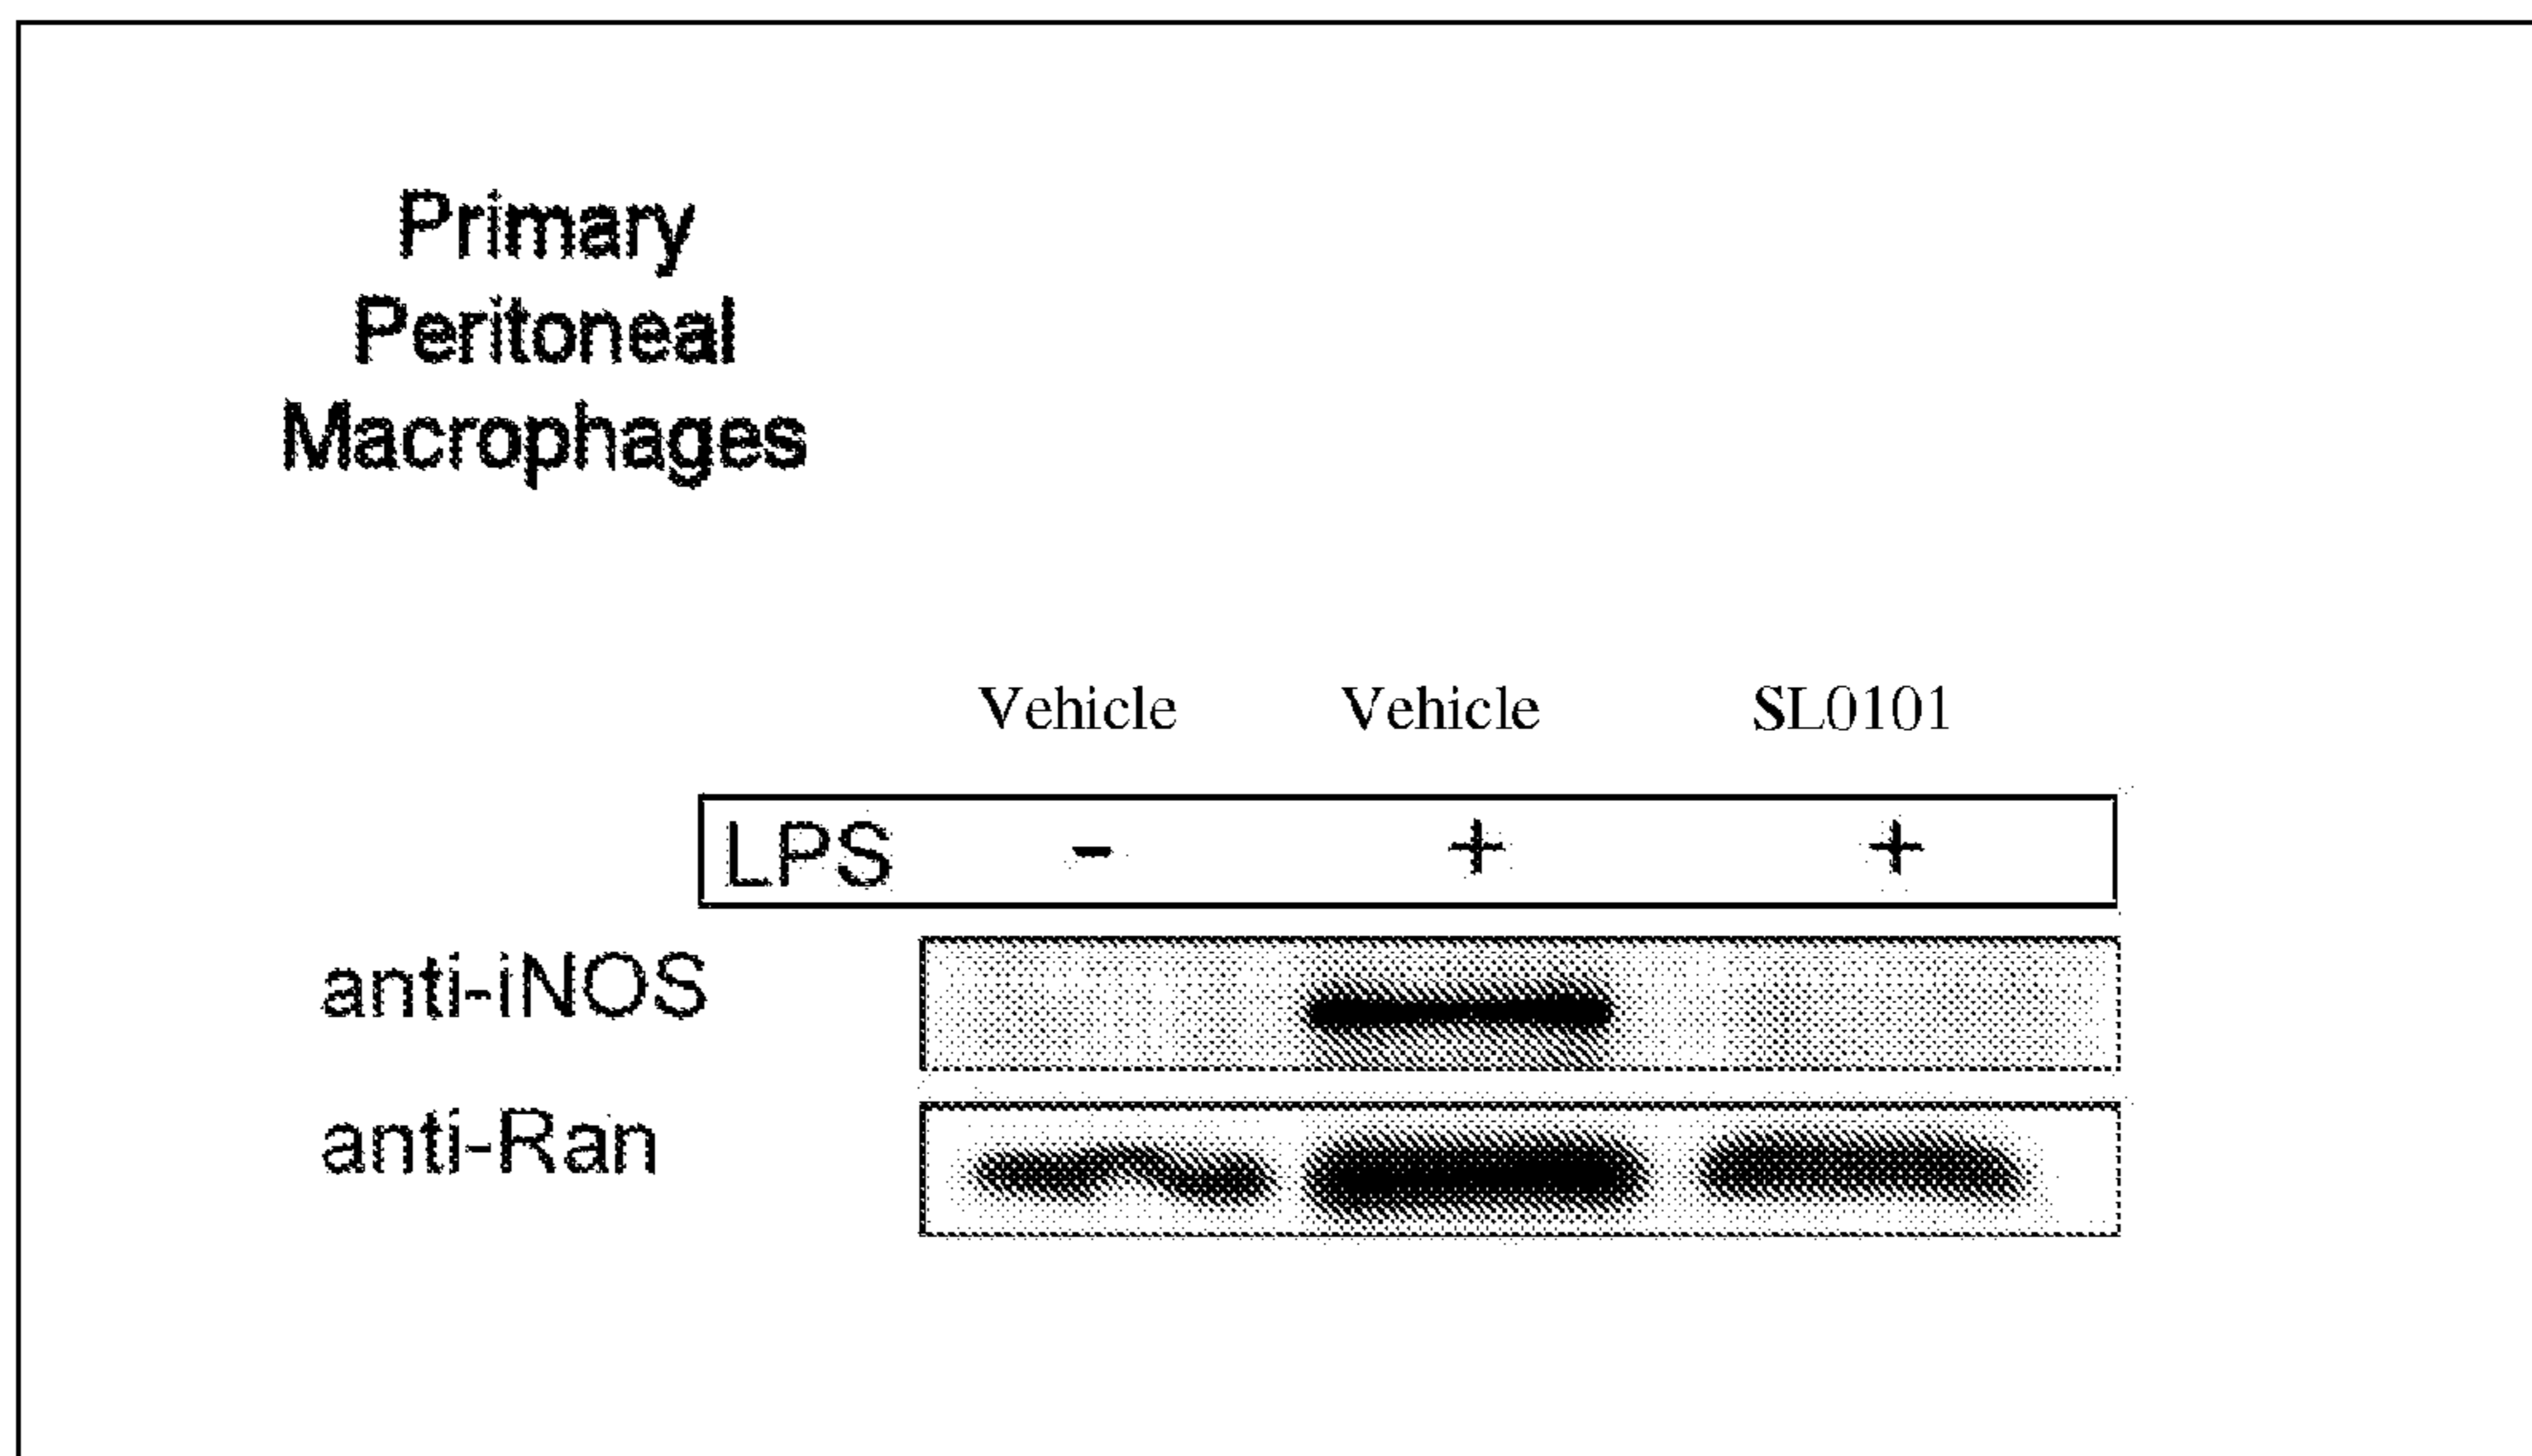 Primary
Peritoneal
Macrophages
Vehicle Vehicle SL0101
LPS - + +
anti-iNOS
anti-Ran